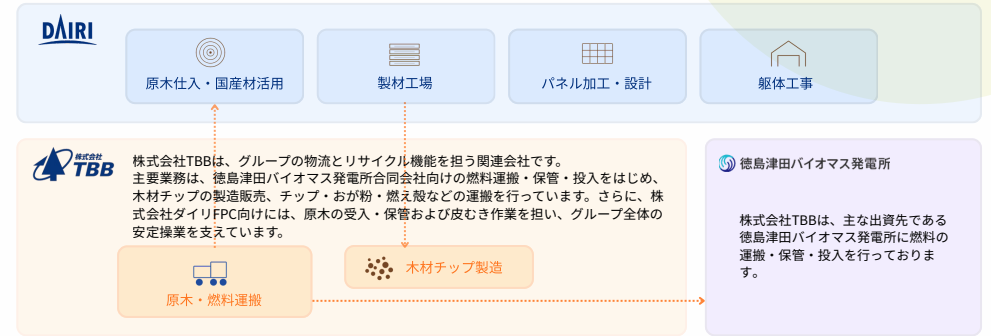 DAIRI
原木仕入・国産材活用
製材工場
パネル加工・設計
躯体工事
株式会社
TBB
株式会社TBBは、グループの物流とリサイクル機能を担う関連会社です。
主要業務は、徳島津田バイオマス発電所合同会社向けの燃料運搬・保管・投入をはじめ、
木材チップの製造販売、チップ・おが粉・燃え殻などの運搬を行っています。さらに、株
式会社ダイリFPC向けには、原木の受入・保管および皮むき作業を担い、グループ全体の
安定操業を支えています。
原木・燃料運搬
木材チップ製造
徳島津田バイオマス発電所
株式会社TBBは、主な出資先である
徳島津田バイオマス発電所に燃料の
運搬・保管・投入を行っておりま
す。